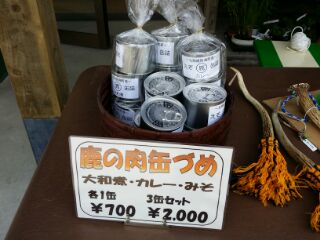 鹿の肉缶づめ
大和煮・カレー・みそ
各1缶 3缶セット
¥700 ¥2,000